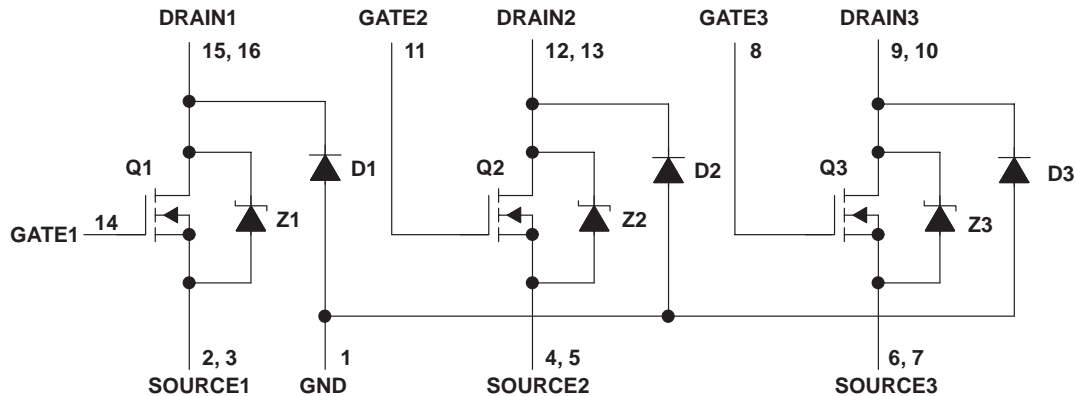 DRAIN1 GATE2 DRAIN2 GATE3 DRAIN3
15, 16 11 12, 13 8 9, 10
Q1 D1 Q2 D2 Q3 D3
Z1 Z2 Z3
14
GATE1
2, 3 1 4, 5 6, 7
SOURCE1 GND SOURCE2 SOURCE3